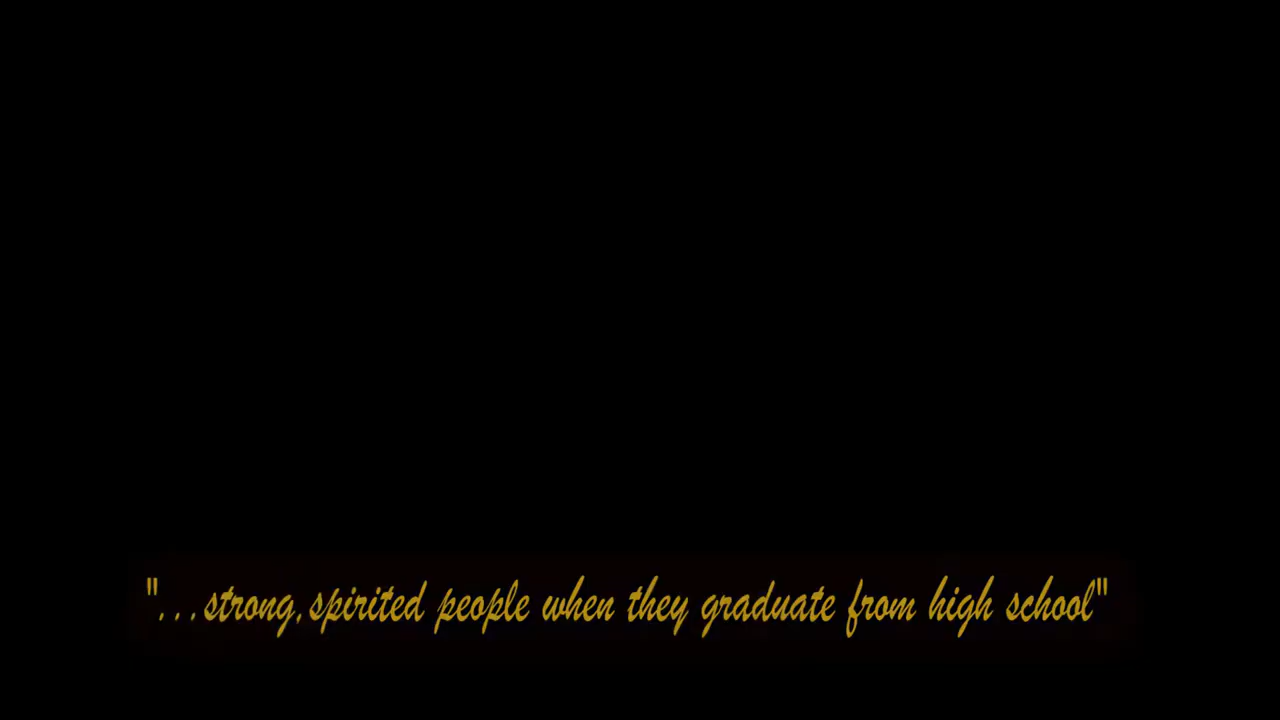 "...strong,spirited people when they graduate from high school"